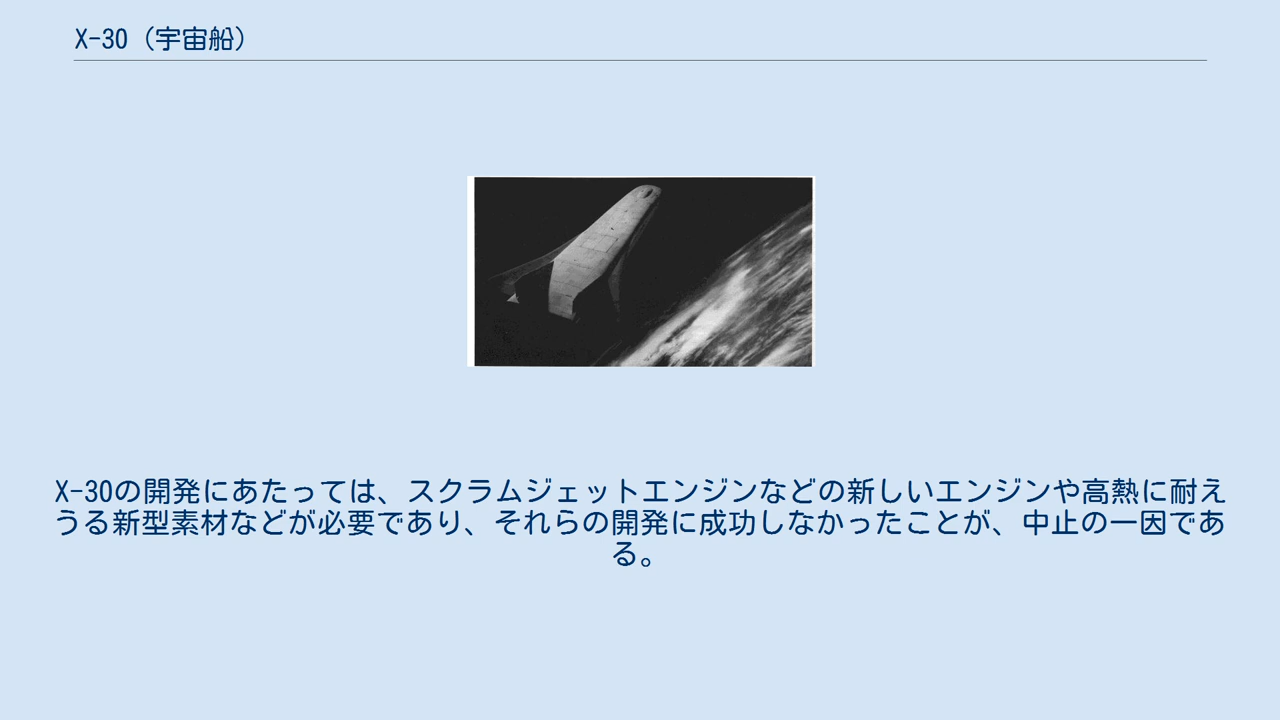 X-30（宇宙船）
X-30の開発にあたっては、スクラムジェットエンジンなどの新しいエンジンや高熱に耐え
うる新型素材などが必要であり、それらの開発に成功しなかったことが、中止の一因であ
る。